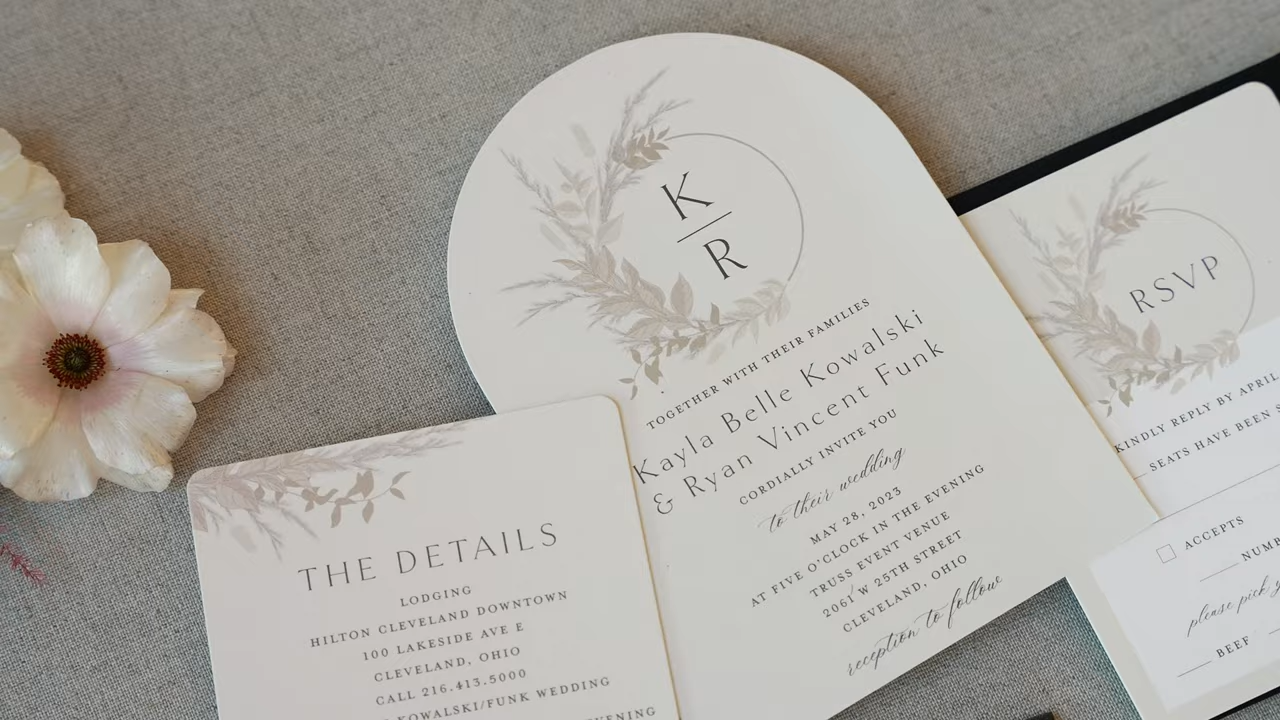 K
R
TOGETHER WITH THEIR FAMILIES
Kayla Belle Kowalski
& Ryan Vincent Funk
CORDIALLY INVITE YOU
to their wedding
MAY 28, 2023
AT FIVE O'CLOCK IN THE EVENING
TRUSS EVENT VENUE
2061 W 25TH STREET
CLEVELAND, OHIO
reception to follow
THE DETAILS
LODGING
HILTON CLEVELAND DOWNTOWN
100 LAKESIDE AVE E
CLEVELAND, OHIO
CALL 216.413.5000
KOWALSKI/FUNK WEDDING
RSVP
KINDLY REPLY BY APRIL
SEATS HAVE BEEN
ACCEPTS
please pick
BEEF